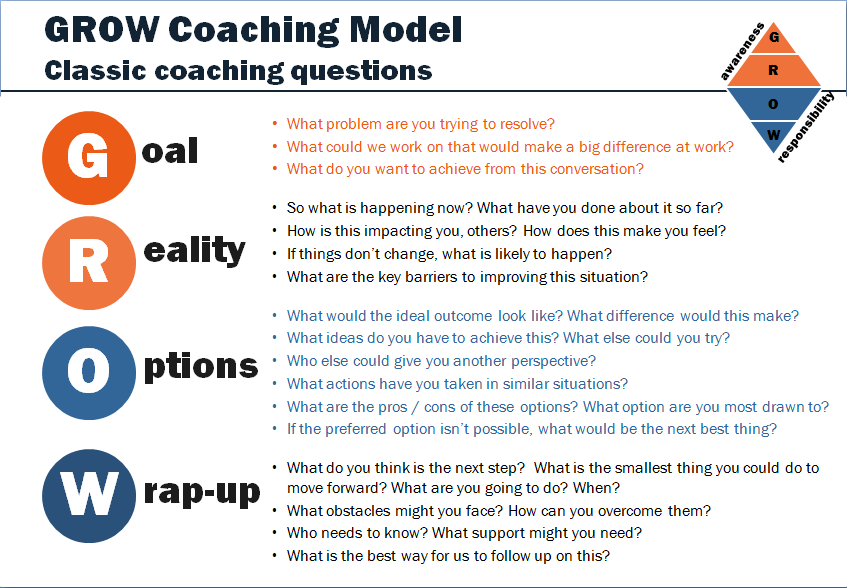 GROW Coaching Model
Classic coaching questions
awareness
G
R
O
W
responsibility
Goal
• What problem are you trying to resolve?
• What could we work on that would make a big difference at work?
• What do you want to achieve from this conversation?
Reality
• So what is happening now? What have you done about it so far?
• How is this impacting you, others? How does this make you feel?
• If things don’t change, what is likely to happen?
• What are the key barriers to improving this situation?
Options
• What would the ideal outcome look like? What difference would this make?
• What ideas do you have to achieve this? What else could you try?
• Who else could give you another perspective?
• What actions have you taken in similar situations?
• What are the pros / cons of these options? What option are you most drawn to?
• If the preferred option isn’t possible, what would be the next best thing?
Wrap-up
• What do you think is the next step? What is the smallest thing you could do to
move forward? What are you going to do? When?
• What obstacles might you face? How can you overcome them?
• Who needs to know? What support might you need?
• What is the best way for us to follow up on this?